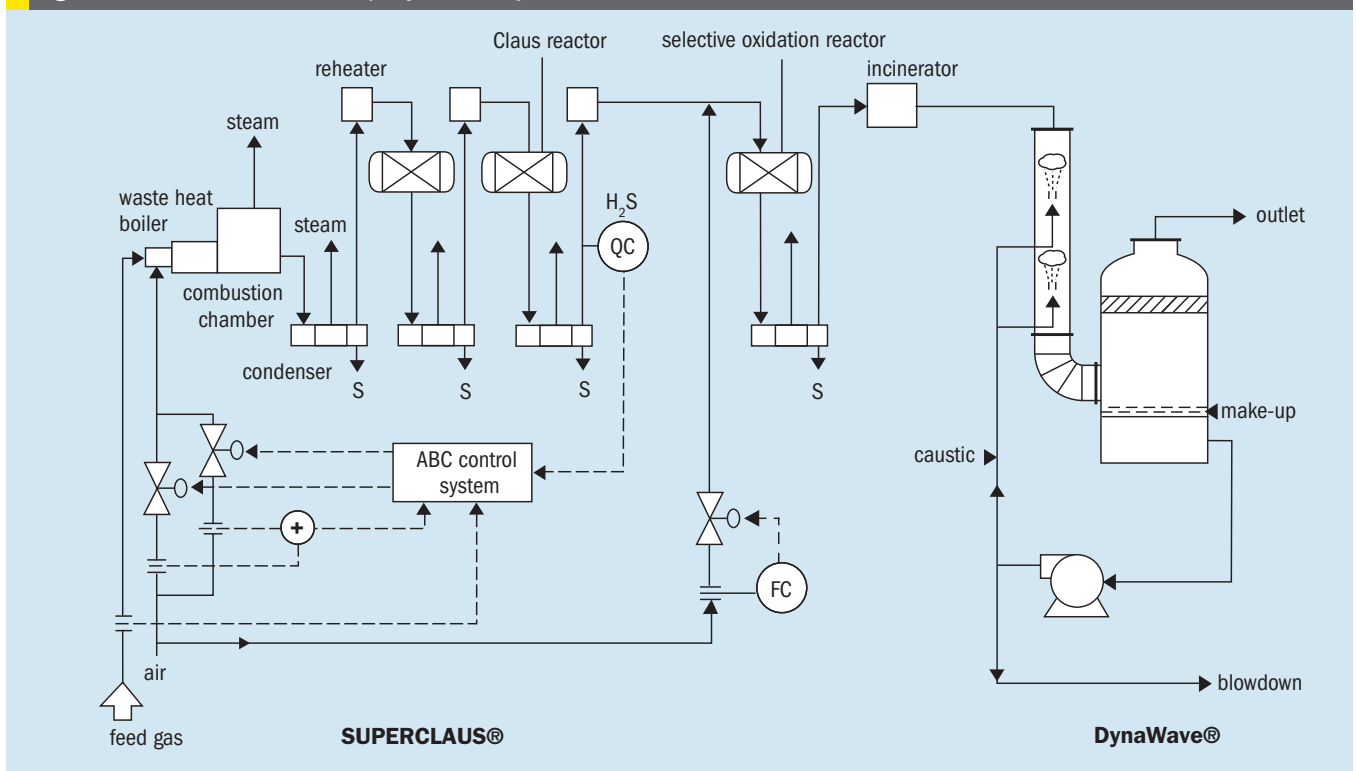 Claus reactor
selective oxidation reactor
reheater
incinerator
steam
waste heat
boiler
steam
H₂S
QC
outlet
combustion
chamber
condenser
S
S
S
S
make-up
ABC control
system
caustic
+
FC
air
blowdown
feed gas
SUPERCLAUS®
DynaWave®